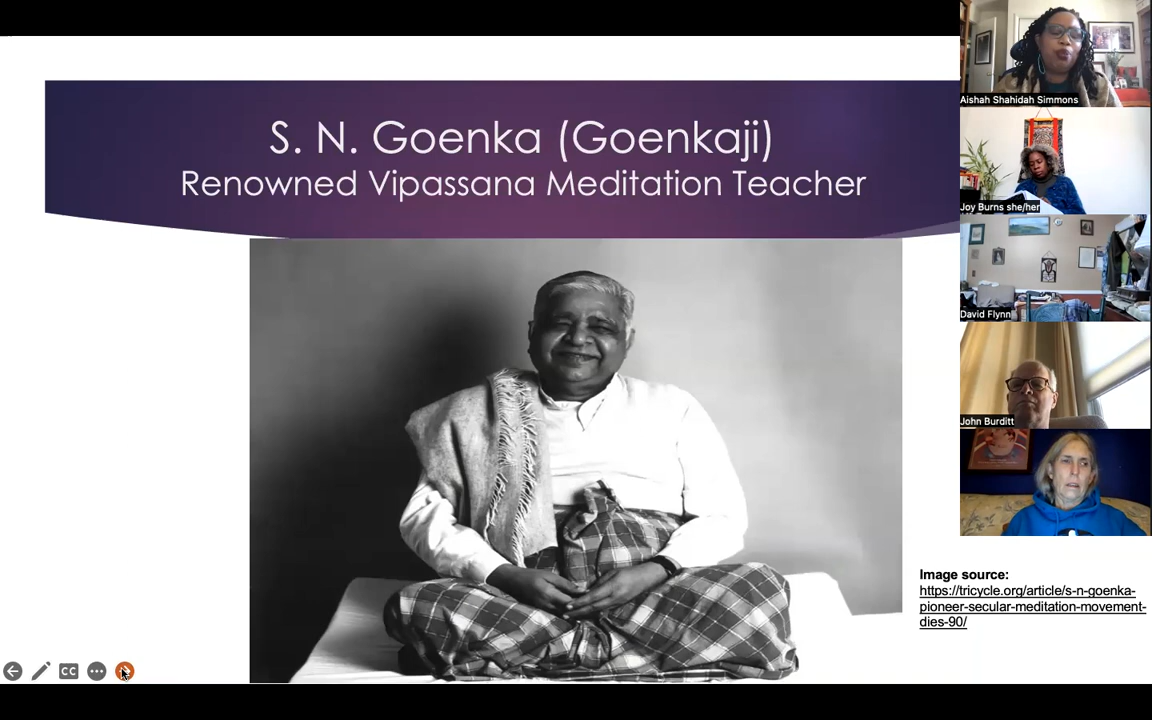 S. N. Goenka (Goenkaji)
Renowned Vipassana Meditation Teacher
Aishah Shahidah Simmons
Joy Burns she/her
David Flynn
John Burditt
Image source:
https://tricycle.org/article/s-n-goenka-
pioneer-secular-meditation-movement-
dies-90/
CC